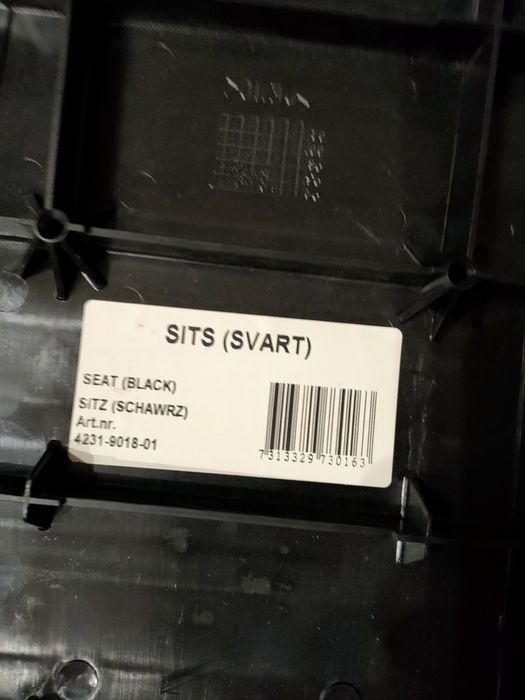 SITS (SVART)
SEAT (BLACK)
SITZ (SCHAWRZ)
Art.nr.
4231-9018-01
7 313329 730163